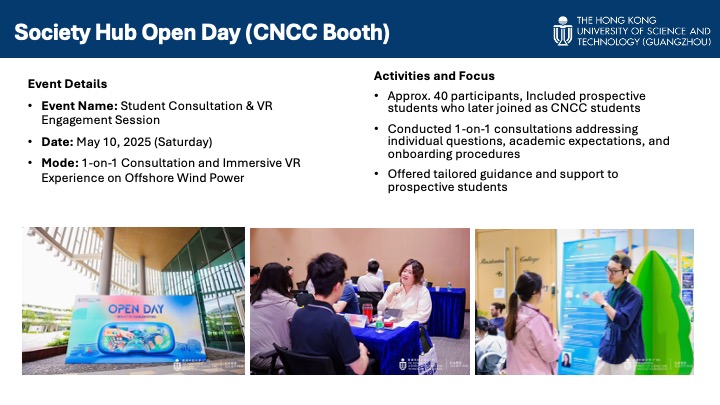 Society Hub Open Day (CNCC Booth)
THE HONG KONG
UNIVERSITY OF SCIENCE AND
TECHNOLOGY (GUANGZHOU)
Event Details
• Event Name: Student Consultation & VR
Engagement Session
• Date: May 10, 2025 (Saturday)
• Mode: 1-on-1 Consultation and Immersive VR
Experience on Offshore Wind Power
Activities and Focus
• Approx. 40 participants, Included prospective
students who later joined as CNCC students
• Conducted 1-on-1 consultations addressing
individual questions, academic expectations, and
onboarding procedures
• Offered tailored guidance and support to
prospective students
OPEN DAY